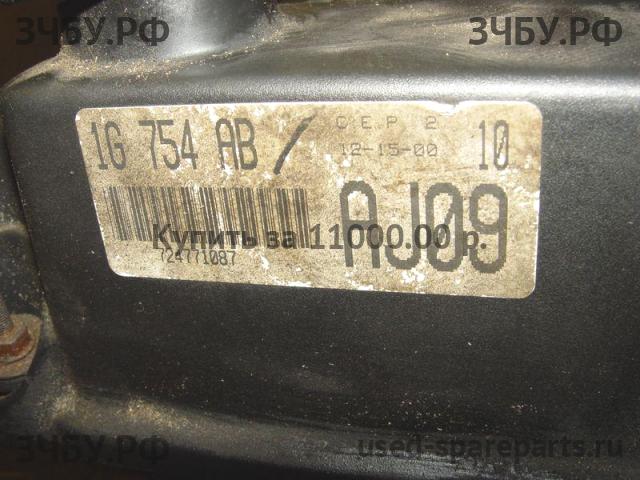 ЗЧБУ.РФ
ЗЧБУ.РФ
1G 754 AB /
C.E.P 2
12-15-00
10
AJ09
Купить за 11000.00 р.
724771087
ЗЧБУ.РФ
used-spareparts.ru